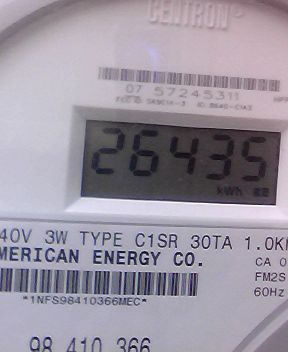 CENTRON
07 57245311
26435
kWh
40V 3W TYPE C1SR 30TA 1.0K
MERICAN ENERGY CO.
CA 0
FM2S
*1NFS98410366MEC*
60Hz
98 410 366